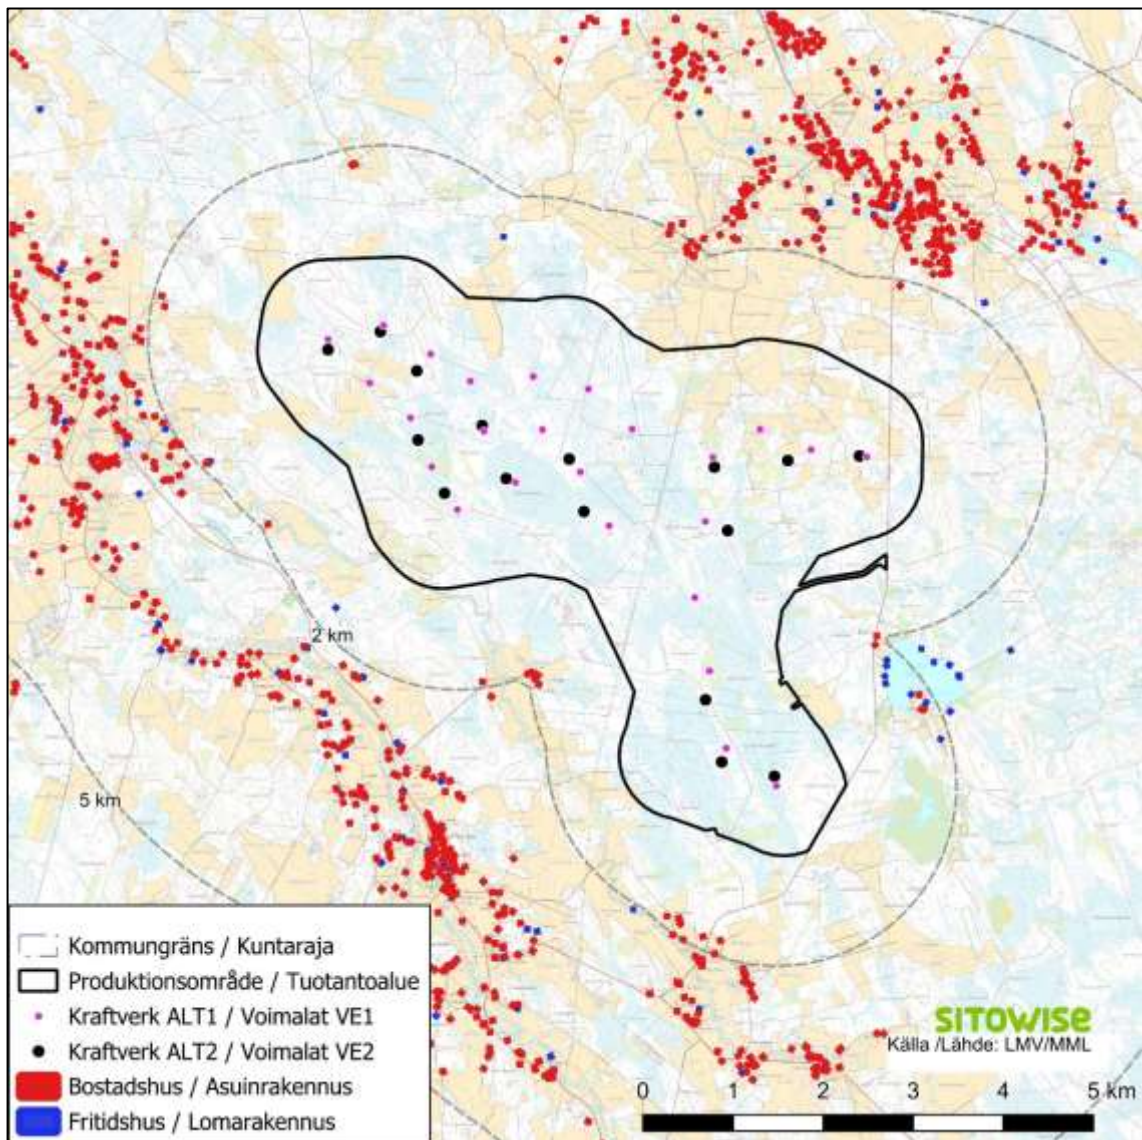 2 km
5 km
Kommungräns / Kuntaraja
Produktionsområde / Tuotantoalue
Kraftverk ALT1 / Voimalat VE1
Kraftverk ALT2 / Voimalat VE2
Bostadshus / Asuinrakennus
Fritidshus / Lomarakennus
SITOWISE
Källa /Lähde: LMV/MML
0 1 2 3 5 km